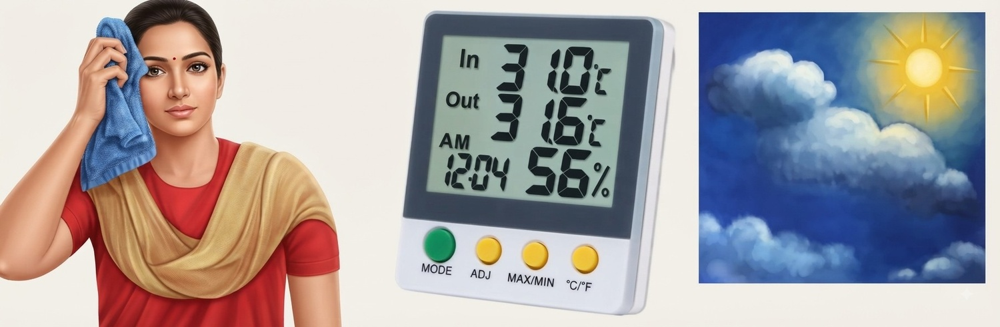 In 31.0°C
Out 31.6°C
AM
12:04 56%
MODE ADJ MAX/MIN °C/°F